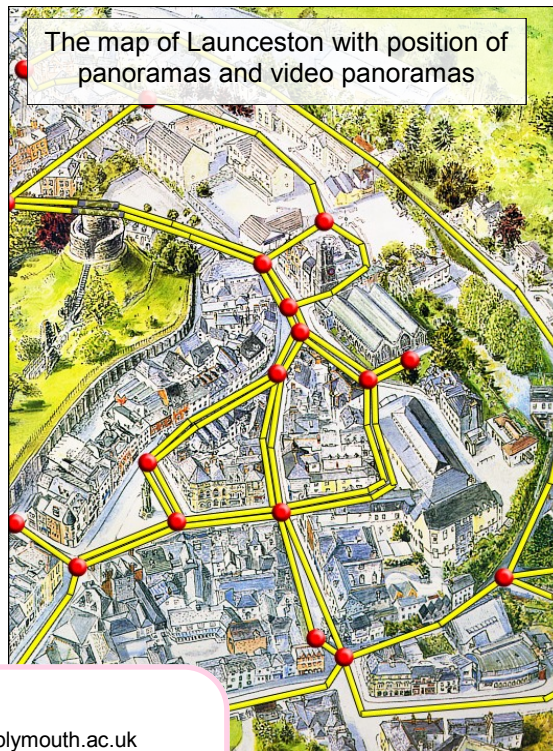 The map of Launceston with position of
panoramas and video panoramas
plymouth.ac.uk